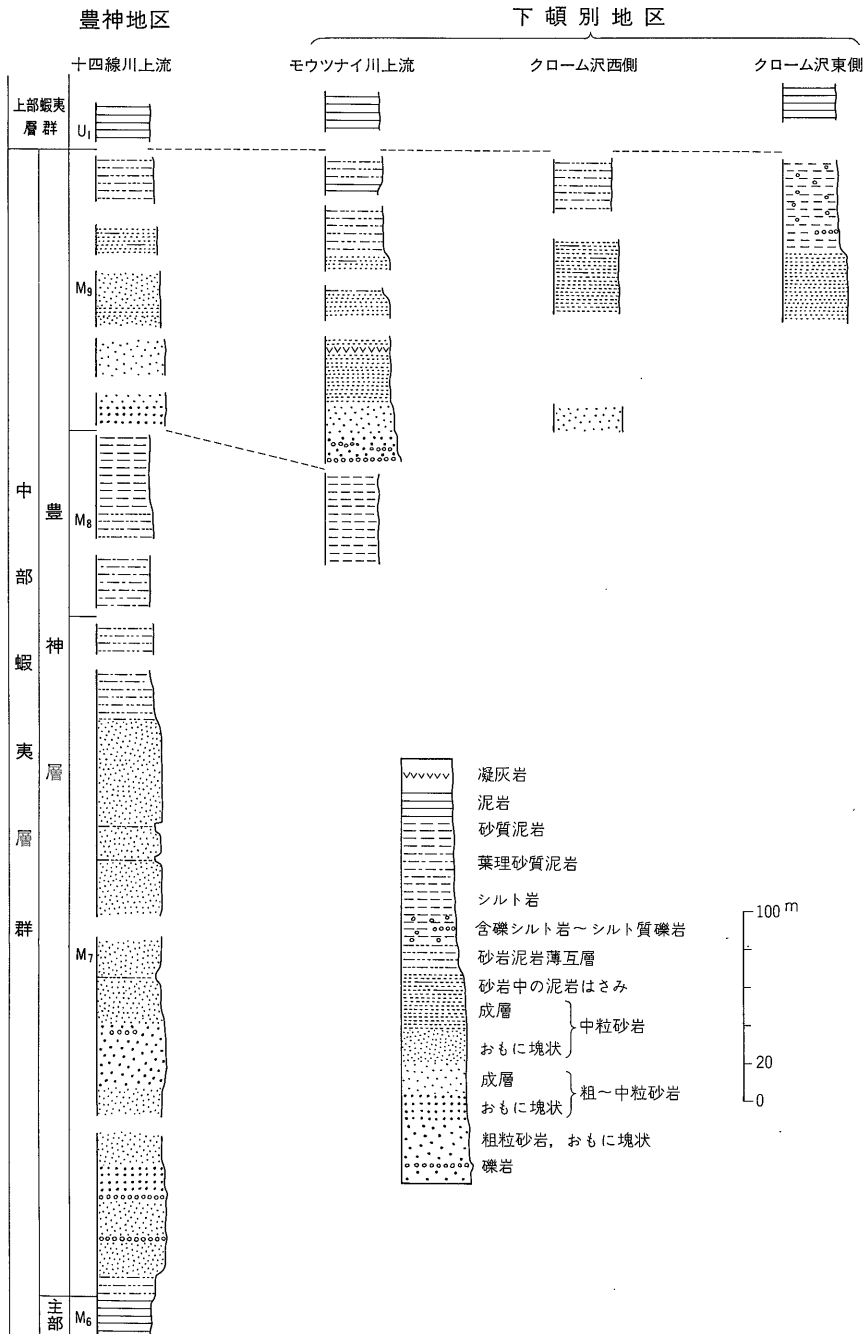 豊神地区
下頓別地区
十四線川上流
モウツナイ川上流
クローム沢西側
クローム沢東側
上部蝦夷
層群
U₁
中部蝦夷層群
豊神層
主部
M₉
M₈
M₇
M₆
凝灰岩
泥岩
砂質泥岩
葉理砂質泥岩
シルト岩
含礫シルト岩～シルト質礫岩
砂岩泥岩薄互層
砂岩中の泥岩はさみ
成層
おもに塊状
中粒砂岩
成層
おもに塊状
粗～中粒砂岩
粗粒砂岩，おもに塊状
礫岩
100 m
20
0